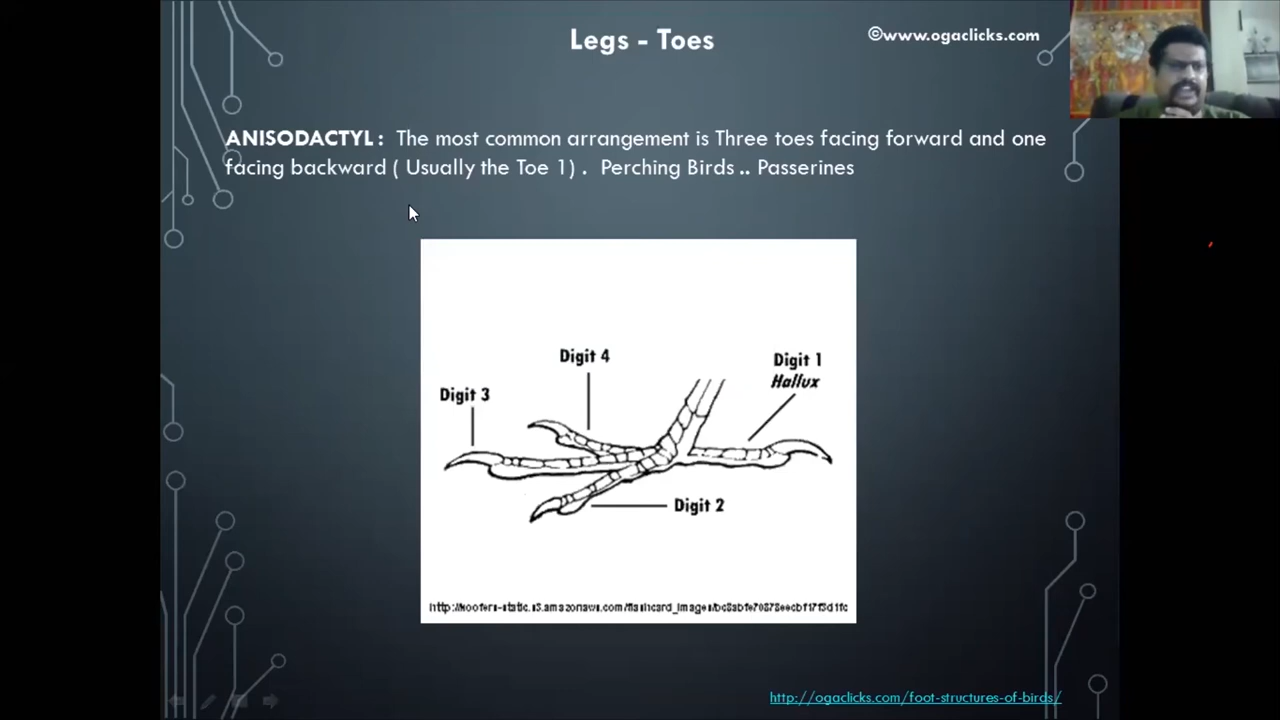 Legs - Toes
©www.ogaclicks.com
ANISODACTYL : The most common arrangement is Three toes facing forward and one
facing backward ( Usually the Toe 1) . Perching Birds .. Passerines
Digit 4
Digit 1
Hallux
Digit 3
Digit 2
http://ogaclicks.com/foot-structures-of-birds/